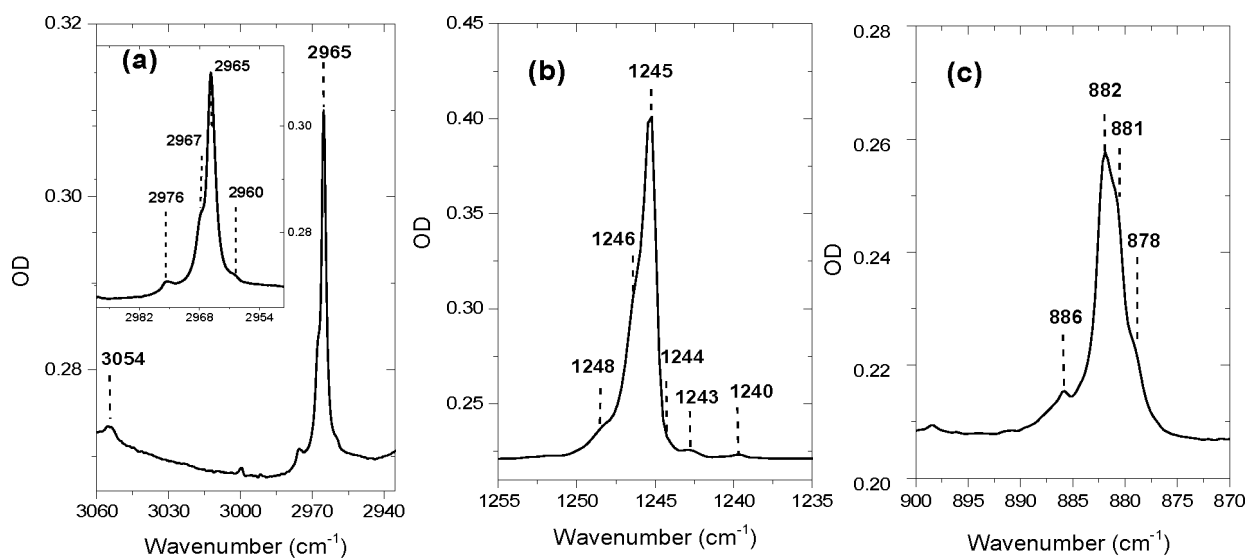 (a)
0.32
0.30
0.28
OD
3054
2965
3060 3030 3000 2970 2940
Wavenumber (cm-1)
2965
2967
2976
2960
0.30
0.28
2982 2968 2954
(b)
0.45
0.40
0.35
0.30
0.25
OD
1245
1246
1248
1244
1243
1240
1255 1250 1245 1240 1235
Wavenumber (cm-1)
(c)
0.28
0.26
0.24
0.22
0.20
OD
882
881
878
886
900 895 890 885 880 875 870
Wavenumber (cm-1)